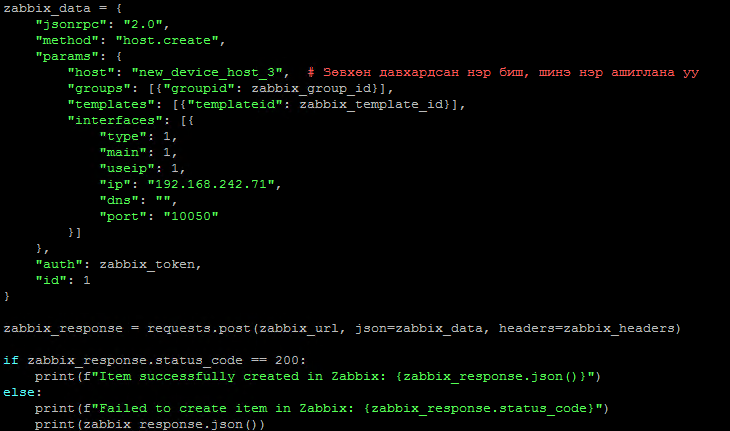 zabbix_data = {
    "jsonrpc": "2.0",
    "method": "host.create",
    "params": {
        "host": "new_device_host_3",  # Зөвхөн давхардсан нэр биш, шинэ нэр ашиглана уу
        "groups": [{"groupid": zabbix_group_id}],
        "templates": [{"templateid": zabbix_template_id}],
        "interfaces": [{
            "type": 1,
            "main": 1,
            "useip": 1,
            "ip": "192.168.242.71",
            "dns": "",
            "port": "10050"
        }]
    },
    "auth": zabbix_token,
    "id": 1
}

zabbix_response = requests.post(zabbix_url, json=zabbix_data, headers=zabbix_headers)

if zabbix_response.status_code == 200:
    print(f"Item successfully created in Zabbix: {zabbix_response.json()}")
else:
    print(f"Failed to create item in Zabbix: {zabbix_response.status_code}")
    print(zabbix_response.json())